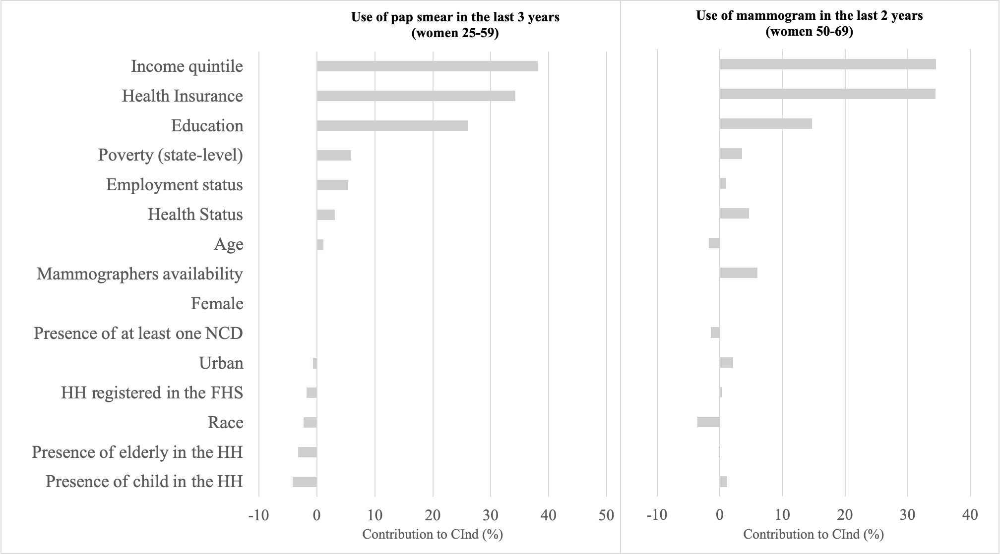 Use of pap smear in the last 3 years
(women 25-59)
Use of mammogram in the last 2 years
(women 50-69)
Income quintile
Health Insurance
Education
Poverty (state-level)
Employment status
Health Status
Age
Mammographers availability
Female
Presence of at least one NCD
Urban
HH registered in the FHS
Race
Presence of elderly in the HH
Presence of child in the HH
-10 0 10 20 30 40 50
Contribution to CInd (%)
-10 0 10 20 30 40
Contribution to CInd (%)